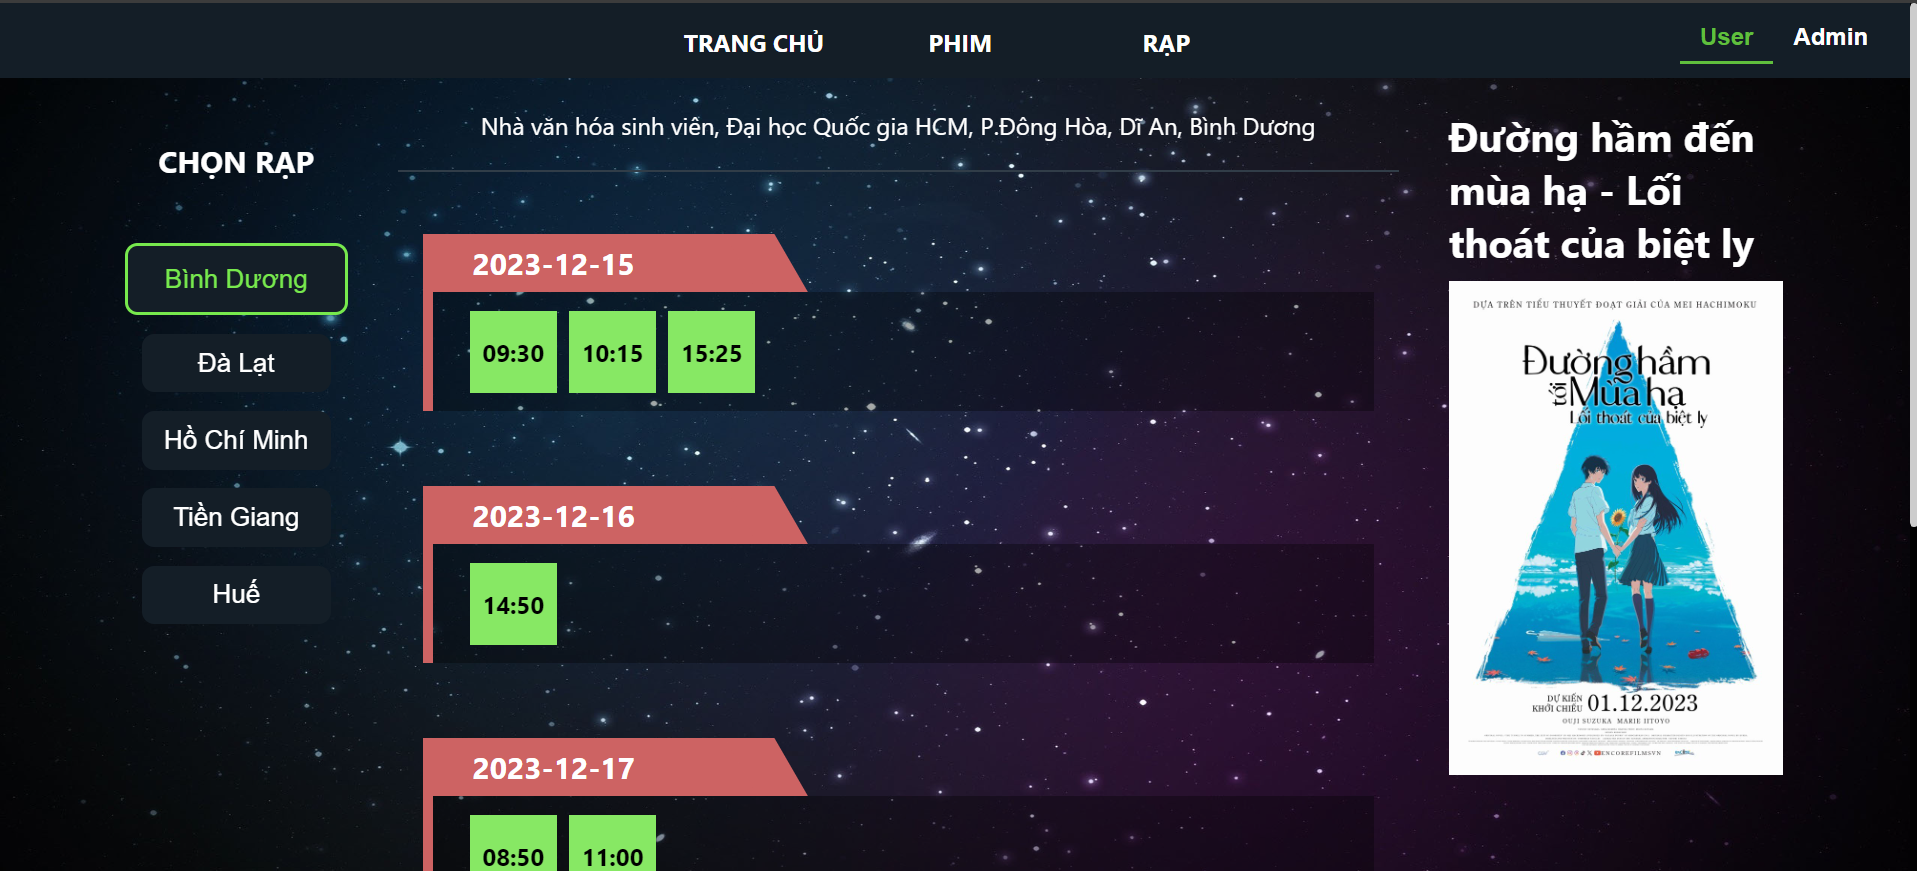 TRANG CHỦ
PHIM
RẠP
User
Admin
CHỌN RẠP
Bình Dương
Đà Lạt
Hồ Chí Minh
Tiền Giang
Huế
Nhà văn hóa sinh viên, Đại học Quốc gia HCM, P.Đông Hòa, Dĩ An, Bình Dương
2023-12-15
09:30
10:15
15:25
2023-12-16
14:50
2023-12-17
08:50
11:00
Đường hầm đến
mùa hạ - Lối
thoát của biệt ly
DỰA TRÊN TIỂU THUYẾT ĐOẠT GIẢI CỦA MEI HACHIMOKU
Đường hầm
tới Mùa hạ
Lối thoát của biệt ly
DỰ KIẾN
KHỞI CHIẾU 01.12.2023
OUJI SUZUKA MARIE IITOYO
ENCOREFILMSVN